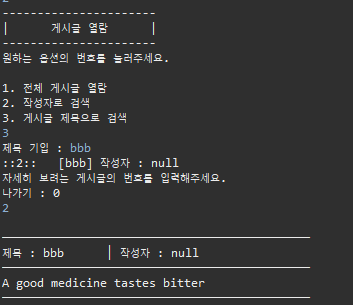 ---------------------
|      게시글 열람      |
---------------------
원하는 옵션의 번호를 눌러주세요.
1. 전체 게시글 열람
2. 작성자로 검색
3. 게시글 제목으로 검색
3
제목 기입 : bbb
::2::   [bbb] 작성자 : null
자세히 보려는 게시글의 번호를 입력해주세요.
나가기 : 0
2
제목 : bbb      | 작성자 : null
A good medicine tastes bitter